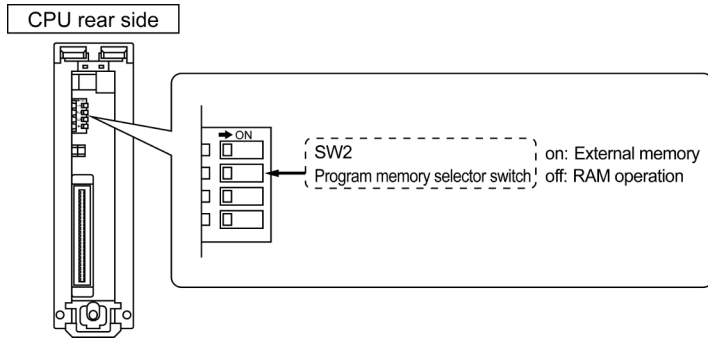 CPU rear side
➡ ON
SW2
Program memory selector switch
on: External memory
off: RAM operation